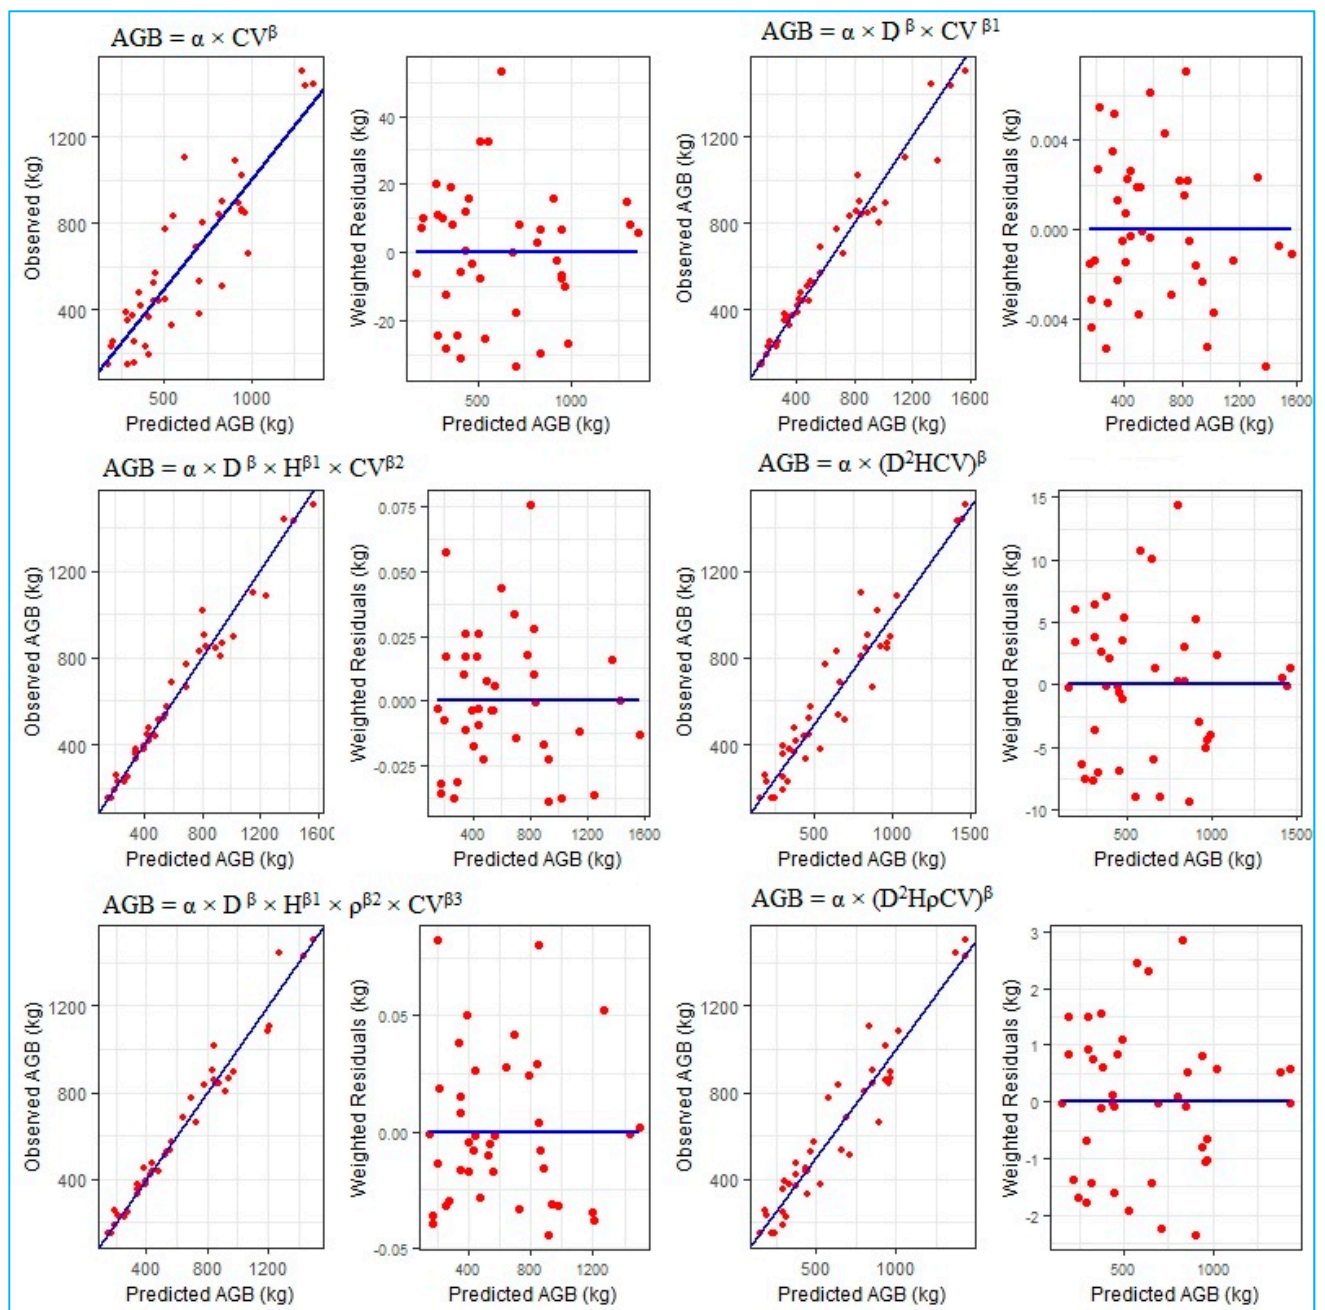 AGB = α × CV^β
AGB = α × D^β × CV^β1
Observed (kg)
1200
800
400
500
1000
Predicted AGB (kg)
Weighted Residuals (kg)
40
20
0
-20
500
1000
Predicted AGB (kg)
Observed AGB (kg)
1200
800
400
400
800
1200
1600
Predicted AGB (kg)
Weighted Residuals (kg)
0.004
0.000
-0.004
400
800
1200
1600
Predicted AGB (kg)
AGB = α × D^β × H^β1 × CV^β2
AGB = α × (D²HCV)^β
Observed AGB (kg)
1200
800
400
400
800
1200
1600
Predicted AGB (kg)
Weighted Residuals (kg)
0.075
0.050
0.025
0.000
-0.025
400
800
1200
1600
Predicted AGB (kg)
Observed AGB (kg)
1200
800
400
500
1000
1500
Predicted AGB (kg)
Weighted Residuals (kg)
15
10
5
0
-5
-10
500
1000
1500
Predicted AGB (kg)
AGB = α × D^β × H^β1 × ρ^β2 × CV^β3
AGB = α × (D²HρCV)^β
Observed AGB (kg)
1200
800
400
400
800
1200
Predicted AGB (kg)
Weighted Residuals (kg)
0.05
0.00
-0.05
400
800
1200
Predicted AGB (kg)
Observed AGB (kg)
1200
800
400
500
1000
Predicted AGB (kg)
Weighted Residuals (kg)
3
2
1
0
-1
-2
500
1000
Predicted AGB (kg)